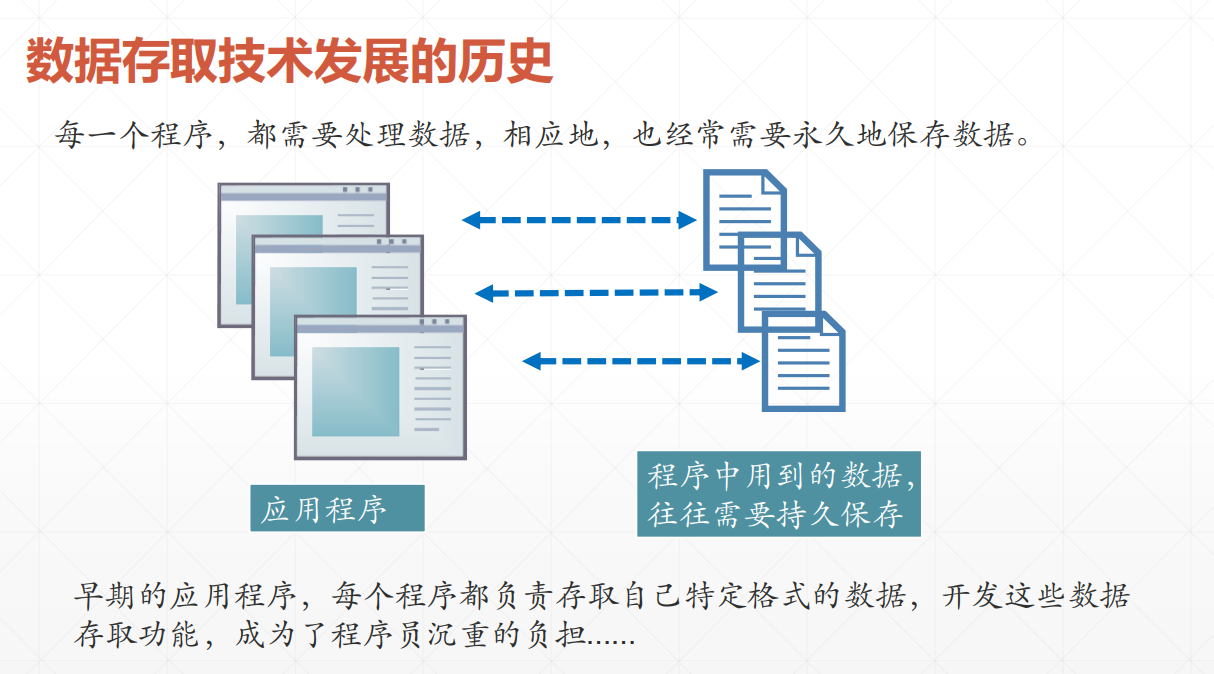 数据存取技术发展的历史
每一个程序，都需要处理数据，相应地，也经常需要永久地保存数据。
应用程序
程序中用到的数据，
往往需要持久保存
早期的应用程序，每个程序都负责存取自己特定格式的数据，开发这些数据
存取功能，成为了程序员沉重的负担......